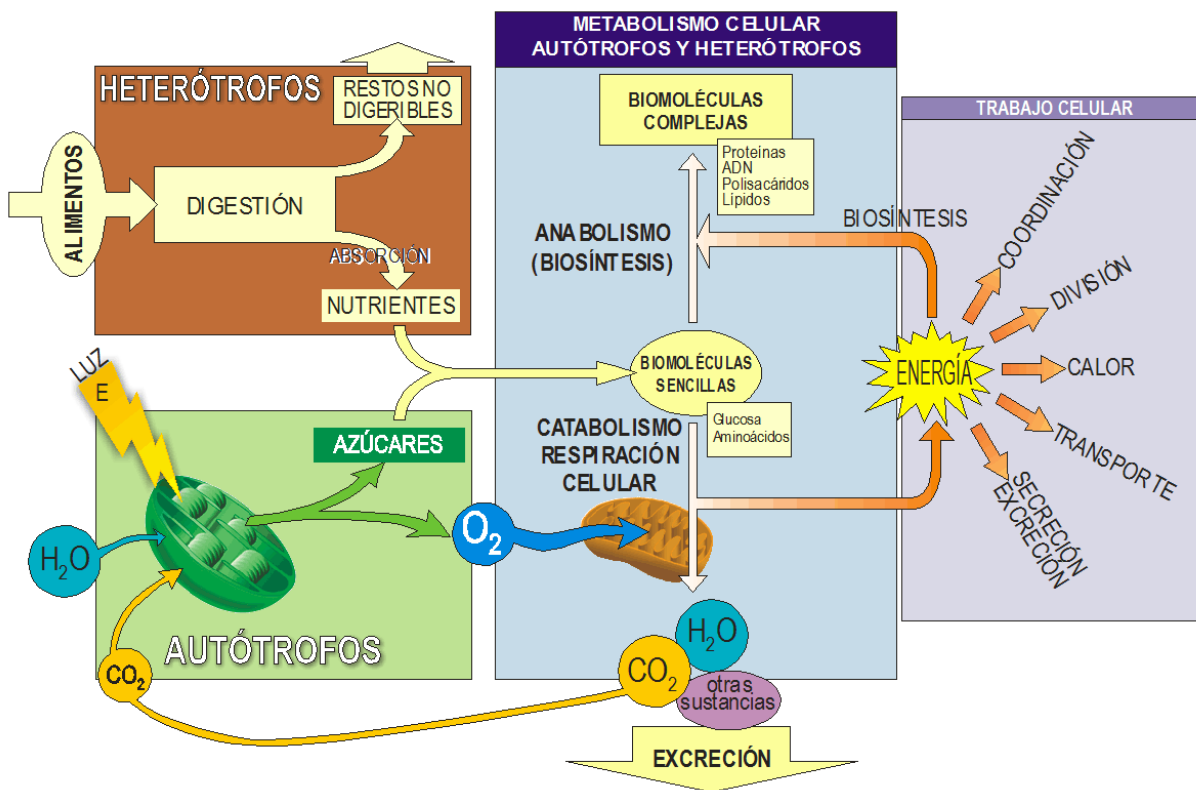 METABOLISMO CELULAR
AUTÓTROFOS Y HETERÓTROFOS
HETERÓTROFOS
RESTOS NO
DIGERIBLES
ALIMENTOS
DIGESTIÓN
ABSORCIÓN
NUTRIENTES
LUZ
E
AZÚCARES
H₂O
O₂
AUTÓTROFOS
CO₂
BIOMOLÉCULAS
COMPLEJAS
Proteinas
ADN
Polisacáridos
Lípidos
ANABOLISMO
(BIOSÍNTESIS)
BIOMOLÉCULAS
SENCILLAS
Glucosa
Aminoácidos
CATABOLISMO
RESPIRACIÓN
CELULAR
H₂O
CO₂
otras
sustancias
EXCRECIÓN
TRABAJO CELULAR
BIOSÍNTESIS
ENERGÍA
COORDINACIÓN
DIVISIÓN
CALOR
TRANSPORTE
SECRECIÓN
EXCRECIÓN